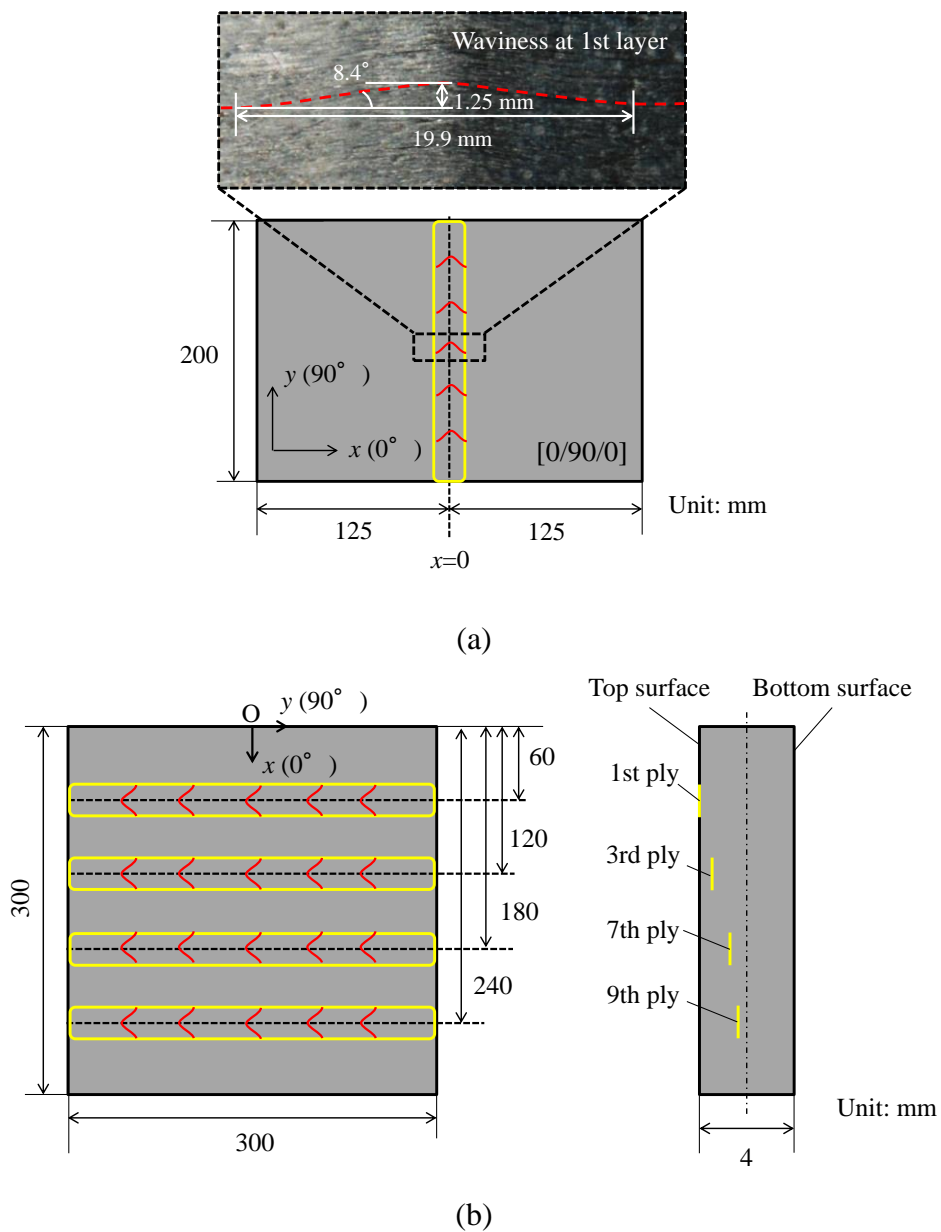 Waviness at 1st layer
8.4°
1.25 mm
19.9 mm
200
y (90°)
x (0°)
[0/90/0]
Unit: mm
125
125
x=0
(a)
Top surface
Bottom surface
O
y (90°)
x (0°)
60
1st ply
120
3rd ply
300
180
7th ply
240
9th ply
Unit: mm
300
4
(b)